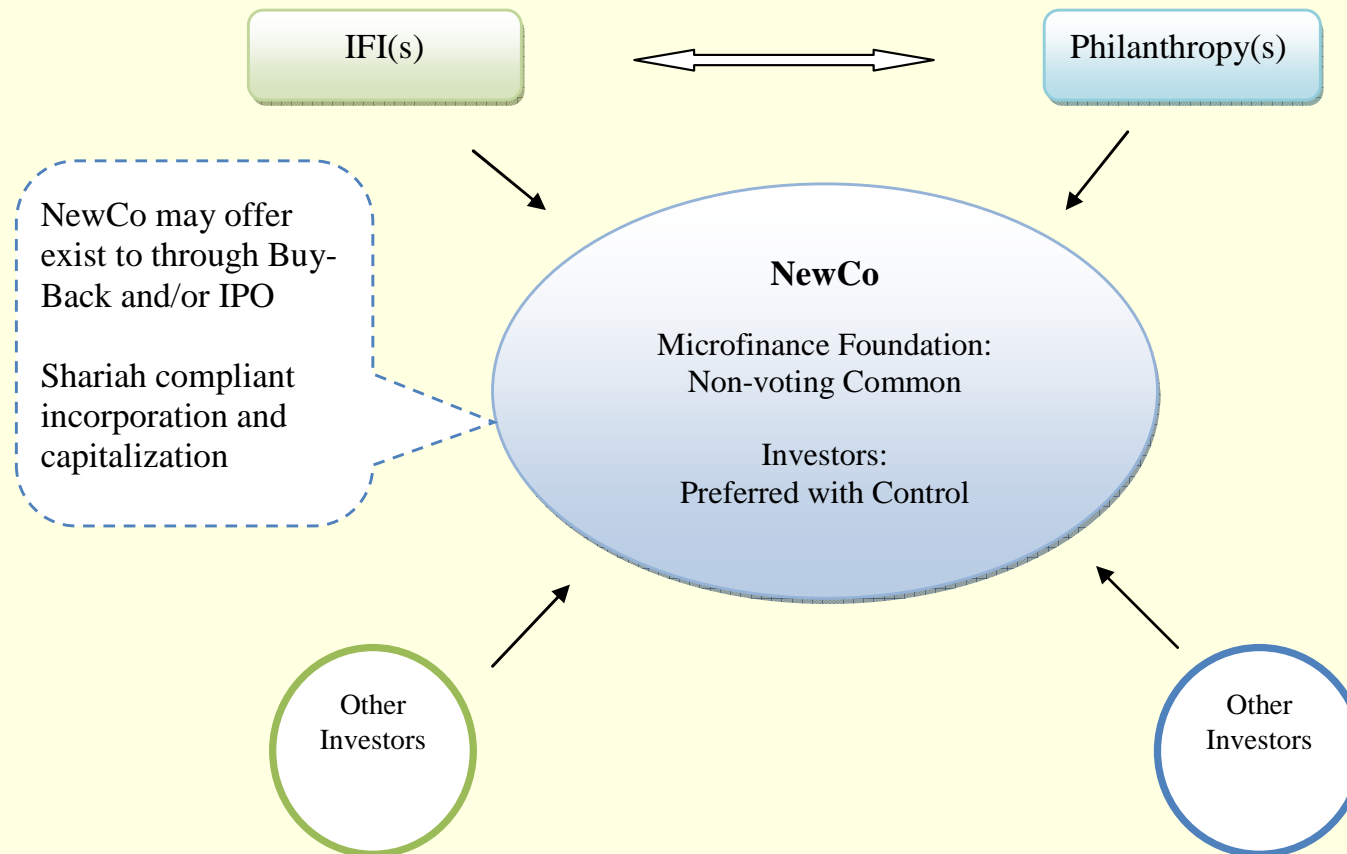 IFI(s)
Philanthropy(s)
NewCo may offer
exist to through Buy-
Back and/or IPO
Shariah compliant
incorporation and
capitalization
NewCo
Microfinance Foundation:
Non-voting Common
Investors:
Preferred with Control
Other
Investors
Other
Investors